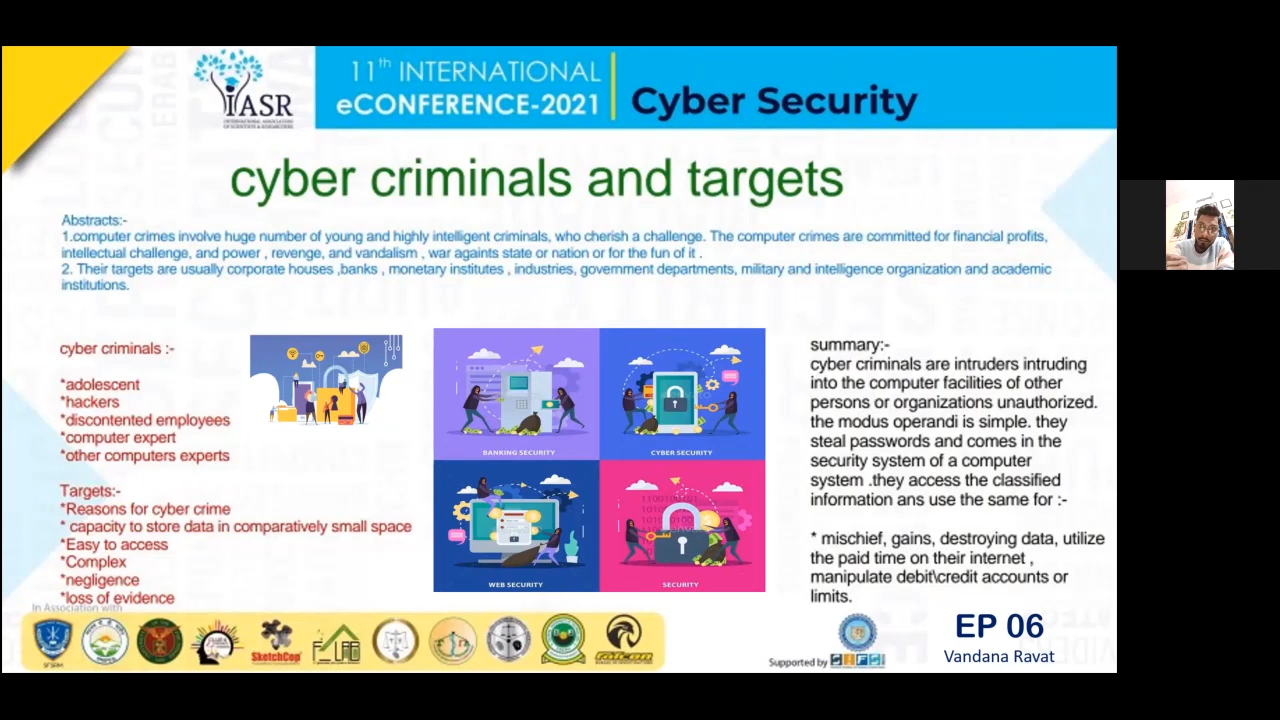 iASR
INTERNATIONAL ASSOCIATION
OF SCIENTISTS & RESEARCHERS
11th INTERNATIONAL
eCONFERENCE-2021
Cyber Security
cyber criminals and targets
Abstracts:-
1.computer crimes involve huge number of young and highly intelligent criminals, who cherish a challenge. The computer crimes are committed for financial profits,
intellectual challenge, and power , revenge, and vandalism , war againts state or nation or for the fun of it .
2. Their targets are usually corporate houses ,banks , monetary institutes , industries, government departments, military and intelligence organization and academic
institutions.
cyber criminals :-
*adolescent
*hackers
*discontented employees
*computer expert
*other computers experts
Targets:-
*Reasons for cyber crime
* capacity to store data in comparatively small space
*Easy to access
*Complex
*negligence
*loss of evidence
BANKING SECURITY
CYBER SECURITY
WEB SECURITY
SECURITY
summary:-
cyber criminals are intruders intruding
into the computer facilities of other
persons or organizations unauthorized.
the modus operandi is simple. they
steal passwords and comes in the
security system of a computer
system .they access the classified
information ans use the same for :-
* mischief, gains, destroying data, utilize
the paid time on their internet ,
manipulate debit\credit accounts or
limits.
In Association with
SketchCop
LAB
falcon
Supported by
SIFSI
EP 06
Vandana Ravat